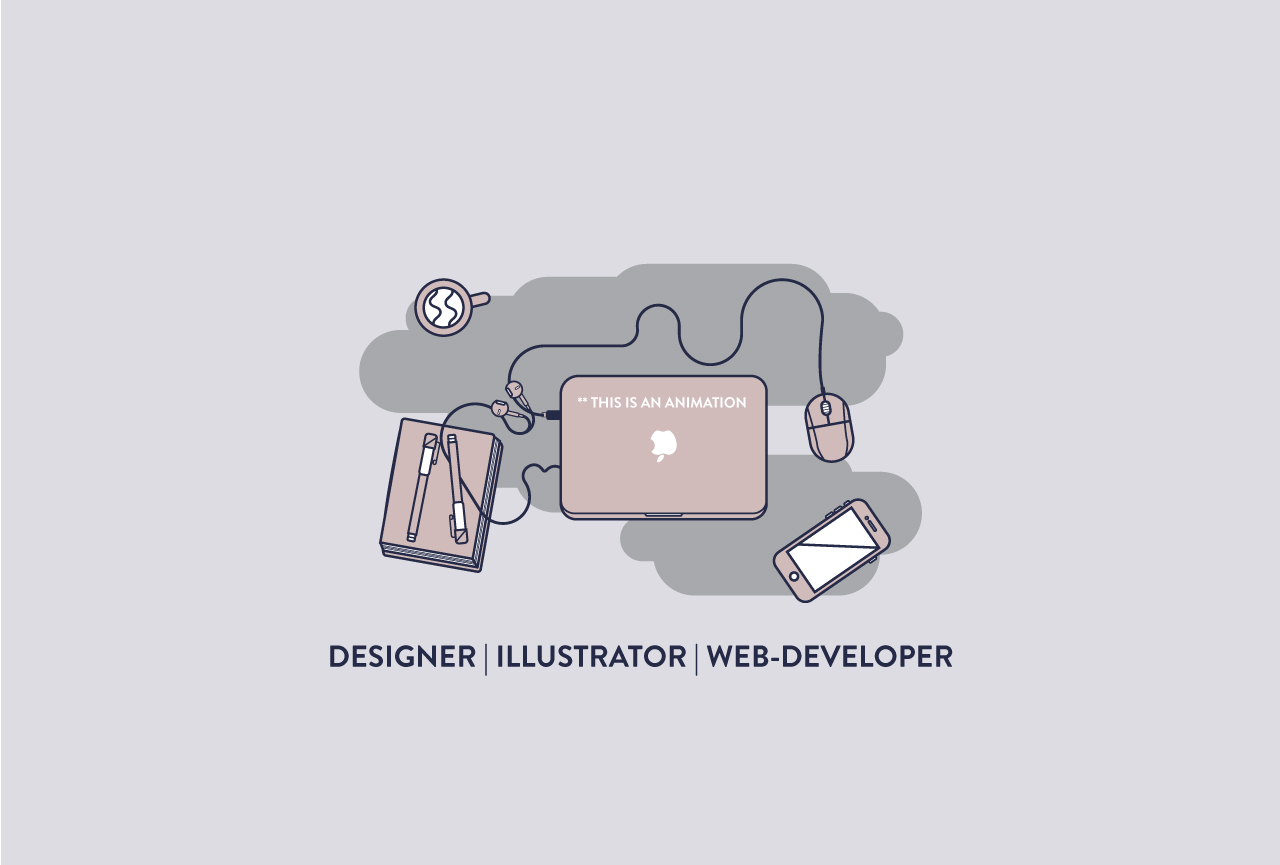 ** THIS IS AN ANIMATION
DESIGNER | ILLUSTRATOR | WEB-DEVELOPER